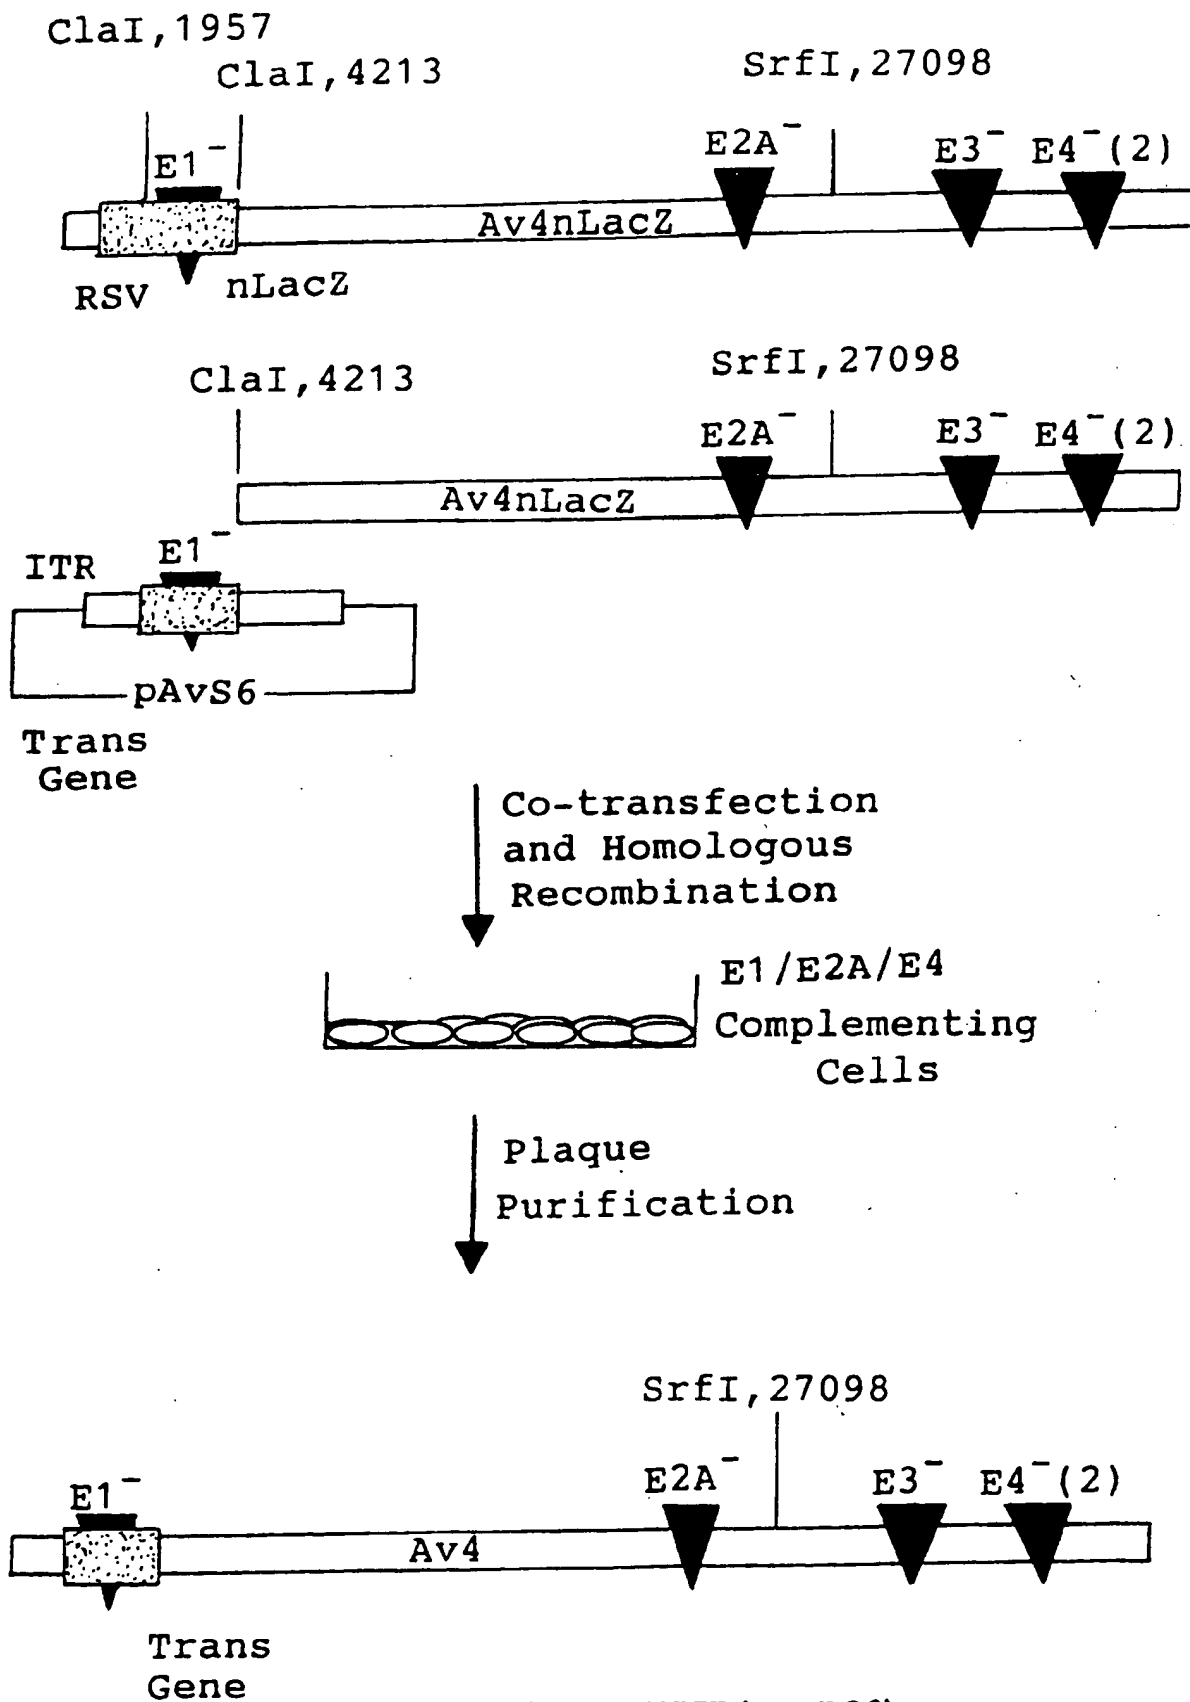 ClaI,1957
ClaI,4213
SrfI,27098
E1⁻
E2A⁻
E3⁻
E4⁻(2)
Av4nLacZ
RSV
nLacZ
ClaI,4213
SrfI,27098
E2A⁻
E3⁻
E4⁻(2)
Av4nLacZ
ITR
E1⁻
pAvS6
Trans
Gene
Co-transfection
and Homologous
Recombination
E1/E2A/E4
Complementing
Cells
Plaque
Purification
SrfI,27098
E1⁻
E2A⁻
E3⁻
E4⁻(2)
Av4
Trans
Gene